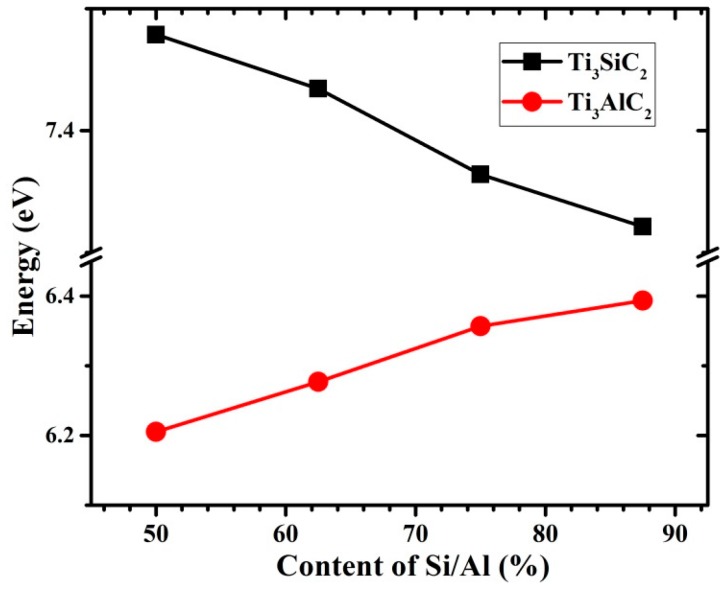 Ti₃SiC₂
Ti₃AlC₂
7.4
6.4
6.2
Energy (eV)
50 60 70 80 90
Content of Si/Al (%)